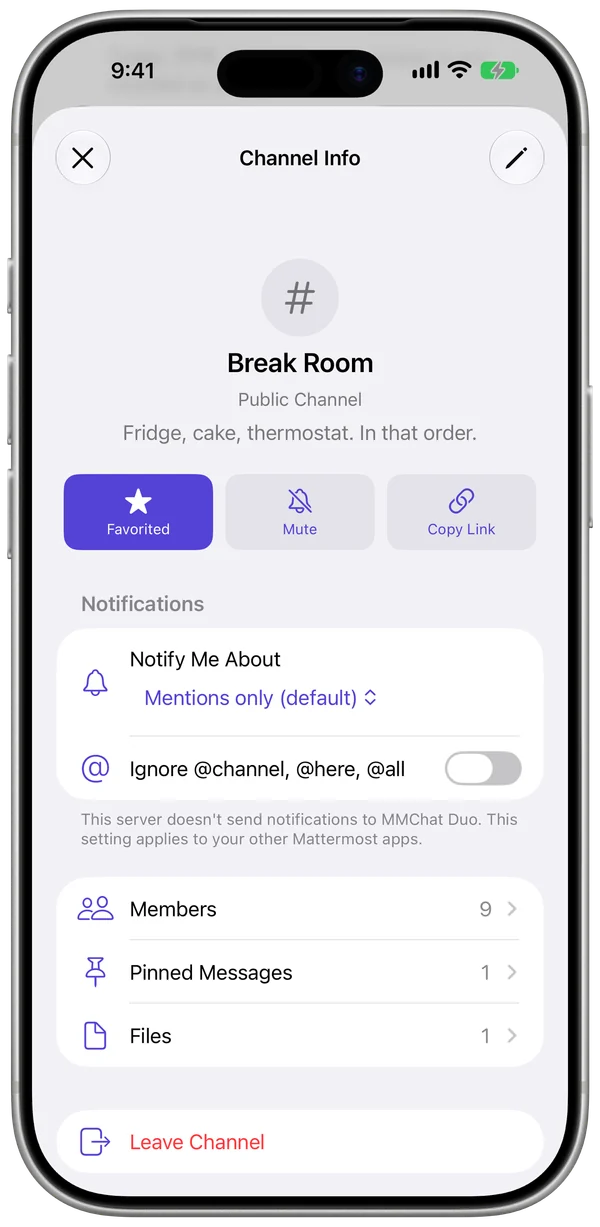 9:41
Channel Info
#
Break Room
Public Channel
Fridge, cake, thermostat. In that order.
Favorited
Mute
Copy Link
Notifications
Notify Me About
Mentions only (default)
@ Ignore @channel, @here, @all
This server doesn't send notifications to MMChat Duo. This
setting applies to your other Mattermost apps.
Members 9
Pinned Messages 1
Files 1
Leave Channel